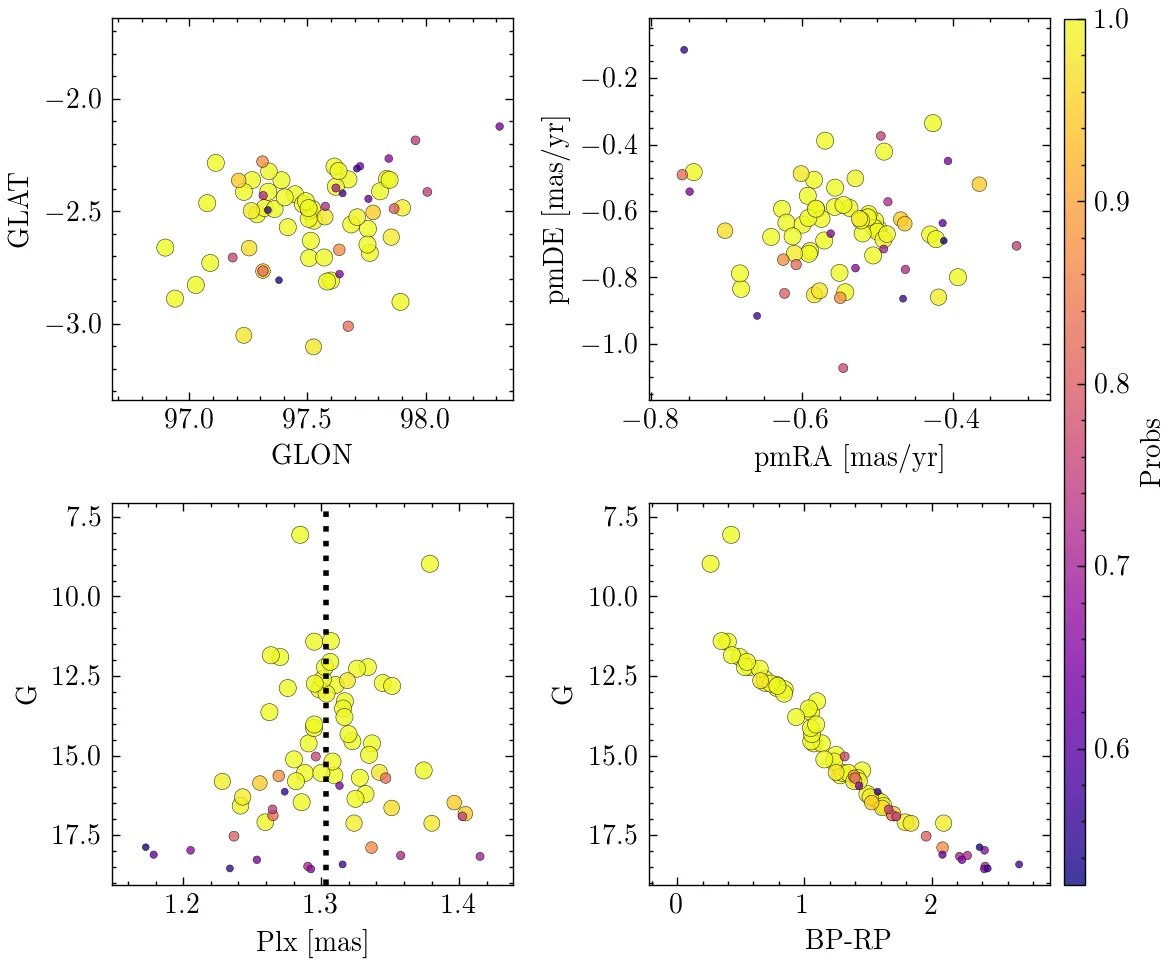 −2.0
−2.5
−3.0
GLAT
97.0 97.5 98.0
GLON
−0.2
−0.4
−0.6
−0.8
−1.0
pmDE [mas/yr]
−0.8 −0.6 −0.4
pmRA [mas/yr]
7.5
10.0
12.5
15.0
17.5
G
1.2 1.3 1.4
Plx [mas]
7.5
10.0
12.5
15.0
17.5
G
0 1 2
BP-RP
1.0
0.9
0.8
0.7
0.6
Probs